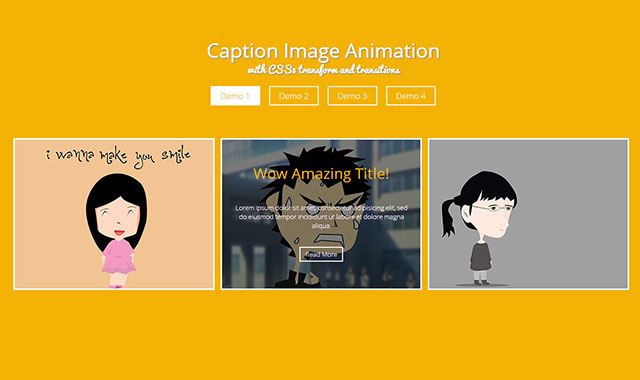 Caption Image Animation
with CSSs transform and transitions
Demo 1
Demo 2
Demo 3
Demo 4
i wanna make you smile
Wow Amazing Title!
Lorem ipsum dolor sit amet, consectetur adipisicing elit, sed
do eiusmod tempor incididunt ut labore et dolore magna
aliqua
Read More